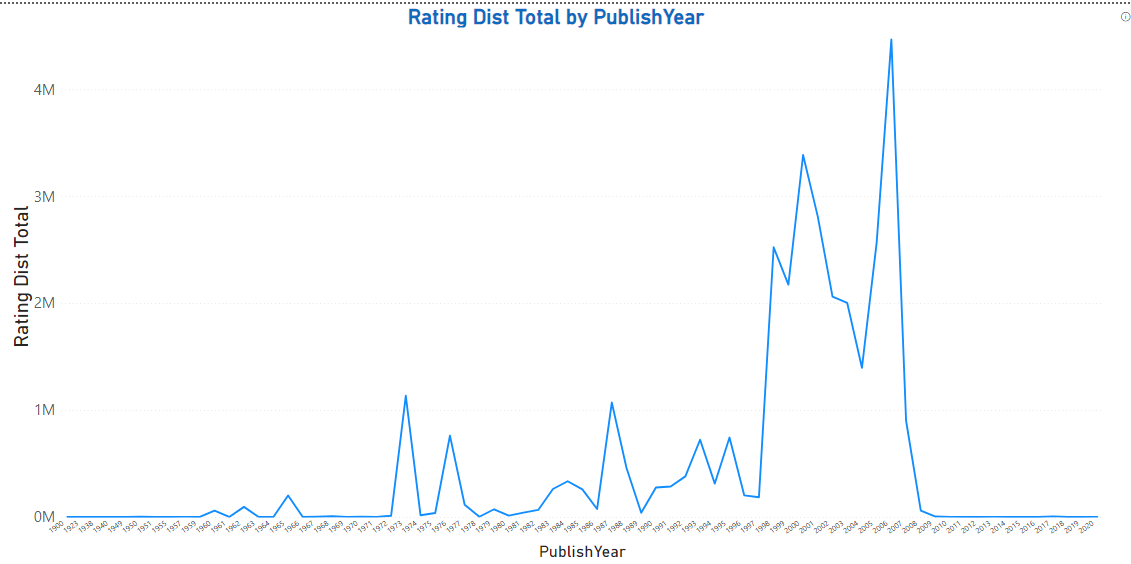 Rating Dist Total by PublishYear
4M
3M
2M
1M
0M
Rating Dist Total
1900 1923 1938 1940 1949 1950 1951 1955 1957 1959 1960 1961 1962 1963 1964 1965 1966 1967 1968 1969 1970 1971 1972 1973 1974 1975 1976 1977 1978 1979 1980 1981 1982 1983 1984 1985 1986 1987 1988 1989 1990 1991 1992 1993 1994 1995 1996 1997 1998 1999 2000 2001 2002 2003 2004 2005 2006 2007 2008 2009 2010 2011 2012 2013 2014 2015 2016 2017 2018 2019 2020
PublishYear